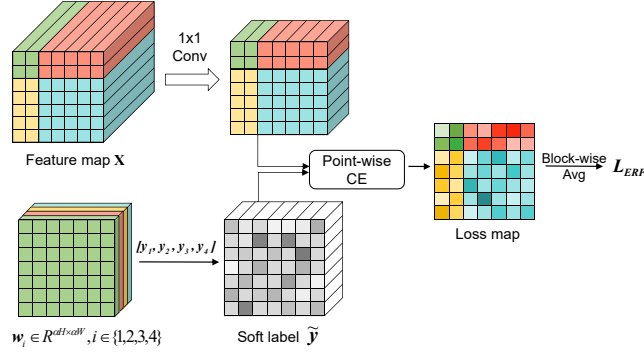 1x1
Conv
Feature map X
Point-wise
CE
Block-wise
Avg
L_ERF
Loss map
[y₁, y₂, y₃, y₄]
w_i ∈ R^{αH×αW}, i ∈ {1,2,3,4}
Soft label ỹ